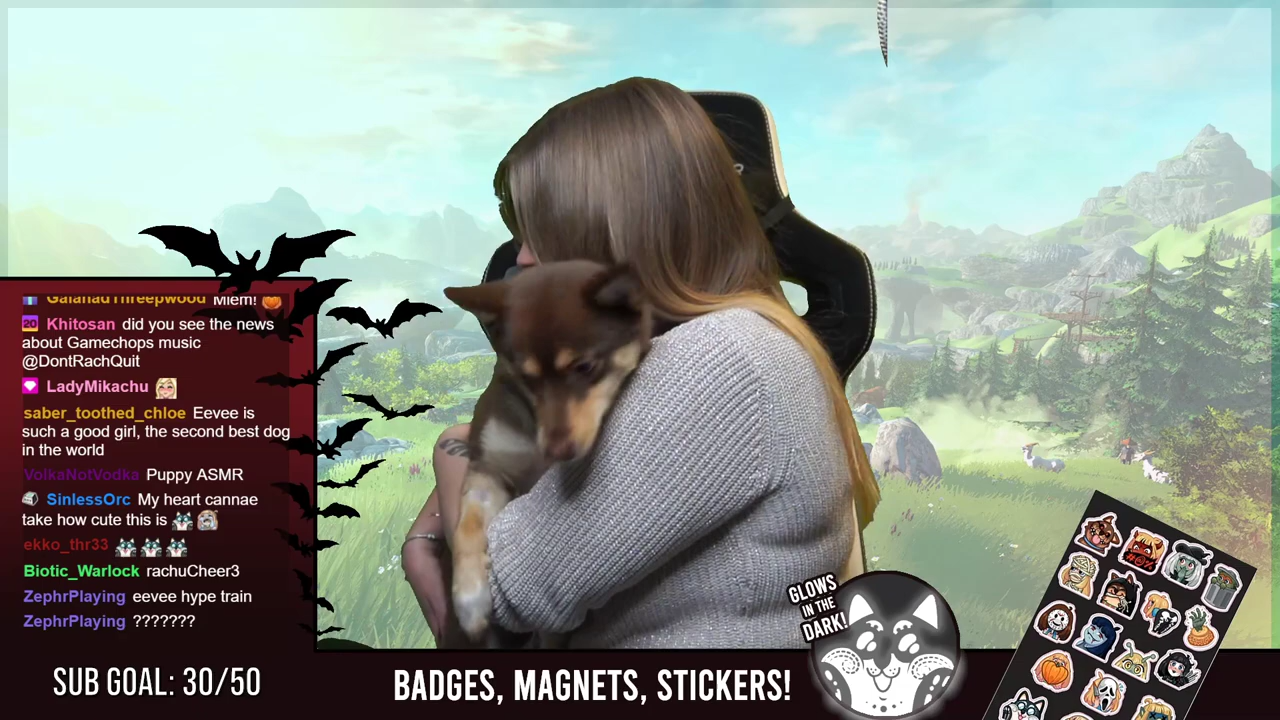 GalahadThreepwood Miem!
20 Khitosan did you see the news
about Gamechops music
@DontRachQuit
LadyMikachu
saber_toothed_chloe Eevee is
such a good girl, the second best dog
in the world
VolkaNotVodka Puppy ASMR
SinlessOrc My heart cannae
take how cute this is
ekko_thr33
Biotic_Warlock rachuCheer3
ZephrPlaying eevee hype train
ZephrPlaying ???????
SUB GOAL: 30/50
BADGES, MAGNETS, STICKERS!
GLOWS
IN THE
DARK!